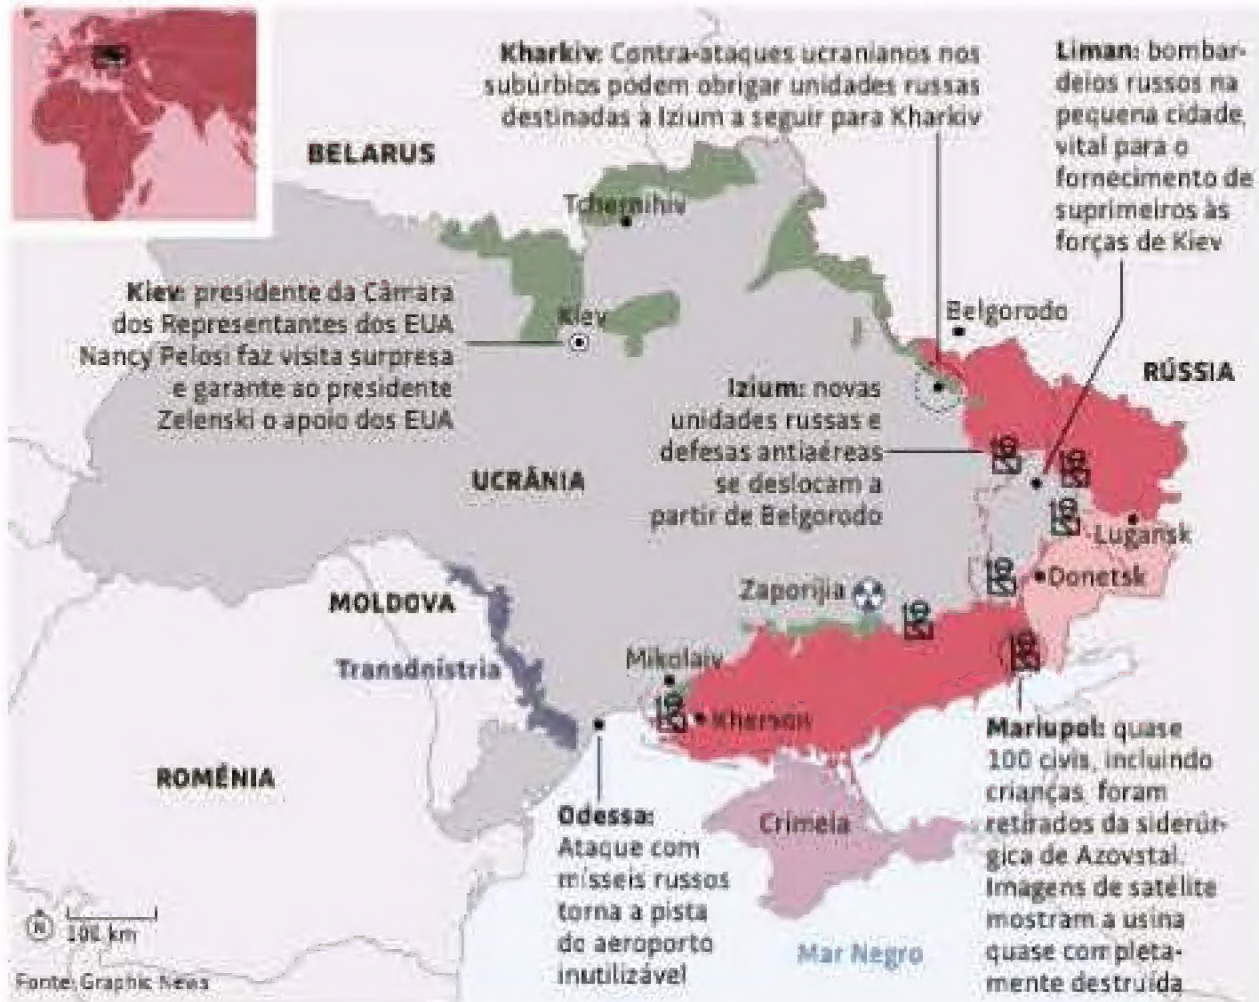 Kharkiv: Contra-ataques ucranianos nos
subúrbios podem obrigar unidades russas
destinadas a Izium a seguir para Kharkiv
Liman: bombar-
deios russos na
pequena cidade,
vital para o
fornecimento de
suprimeiros às
forças de Kiev
BELARUS
Tchernihiv
Kiev: presidente da Câmara
dos Representantes dos EUA
Nancy Pelosi faz visita surpresa
e garante ao presidente
Zelenski o apoio dos EUA
Kiev
Belgorodo
RÚSSIA
Izium: novas
unidades russas e
defesas antiaéreas
se deslocam a
partir de Belgorodo
UCRÂNIA
Lugansk
Donetsk
Zaporijia
MOLDOVA
Transdnístria
Mikolaiv
Kherson
ROMÊNIA
Odessa:
Ataque com
mísseis russos
torna a pista
do aeroporto
inutilizável
Crimeia
Mariupol: quase
100 civis, incluindo
crianças, foram
retirados da siderúr-
gica de Azovstal.
Imagens de satélite
mostram a usina
quase completa-
mente destruída
Mar Negro
N
100 km
Fonte: Graphic News